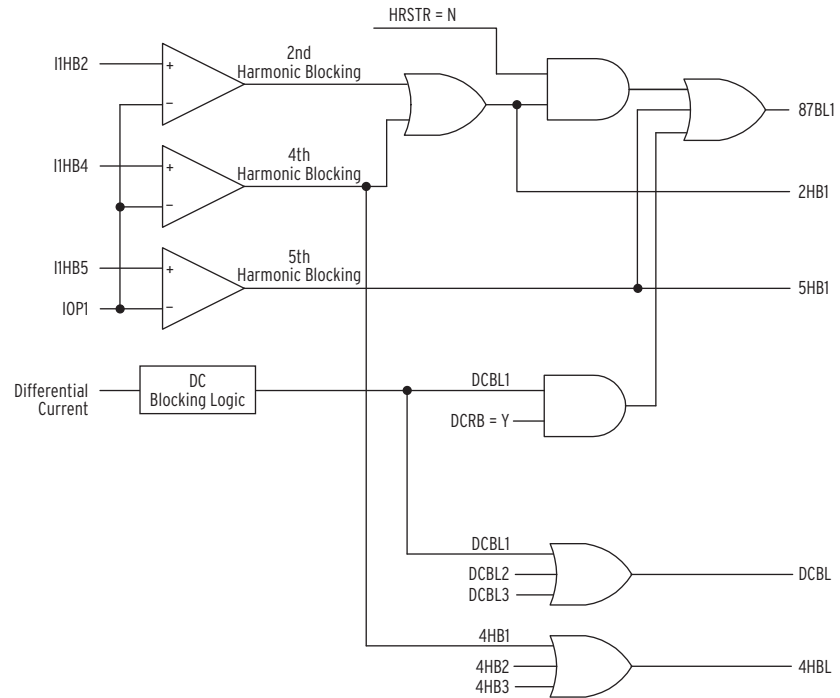 HRSTR = N
I1HB2
+
−
2nd
Harmonic Blocking
87BL1
I1HB4
+
−
4th
Harmonic Blocking
2HB1
I1HB5
+
−
5th
Harmonic Blocking
5HB1
IOP1
Differential
Current
DC
Blocking Logic
DCBL1
DCRB = Y
DCBL1
DCBL2
DCBL3
DCBL
4HB1
4HB2
4HB3
4HBL